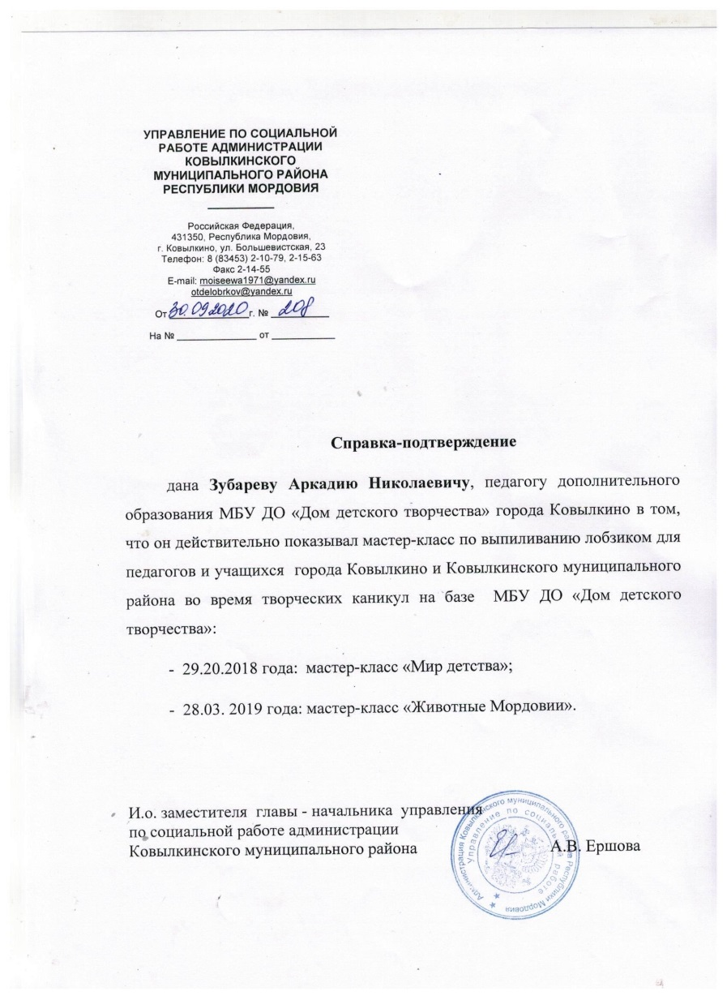 УПРАВЛЕНИЕ ПО СОЦИАЛЬНОЙ
РАБОТЕ АДМИНИСТРАЦИИ
КОВЫЛКИНСКОГО
МУНИЦИПАЛЬНОГО РАЙОНА
РЕСПУБЛИКИ МОРДОВИЯ
Российская Федерация,
431350, Республика Мордовия,
г. Ковылкино, ул. Большевистская, 23
Телефон: 8 (83453) 2-10-79, 2-15-63
Факс 2-14-55
E-mail: moiseewa1971@yandex.ru
otdelobrkov@yandex.ru
От 30.092020 г. № 208
На № ______________ от ___________
Справка-подтверждение
дана Зубареву Аркадию Николаевичу, педагогу дополнительного
образования МБУ ДО «Дом детского творчества» города Ковылкино в том,
что он действительно показывал мастер-класс по выпиливанию лобзиком для
педагогов и учащихся города Ковылкино и Ковылкинского муниципального
района во время творческих каникул на базе МБУ ДО «Дом детского
творчества»:
- 29.20.2018 года: мастер-класс «Мир детства»;
- 28.03. 2019 года: мастер-класс «Животные Мордовии».
И.о. заместителя главы - начальника управления
по социальной работе администрации
Ковылкинского муниципального района А.В. Ершова
Администрация Ковылкинского муниципального района Республики Мордовия
Управление по социальной работе